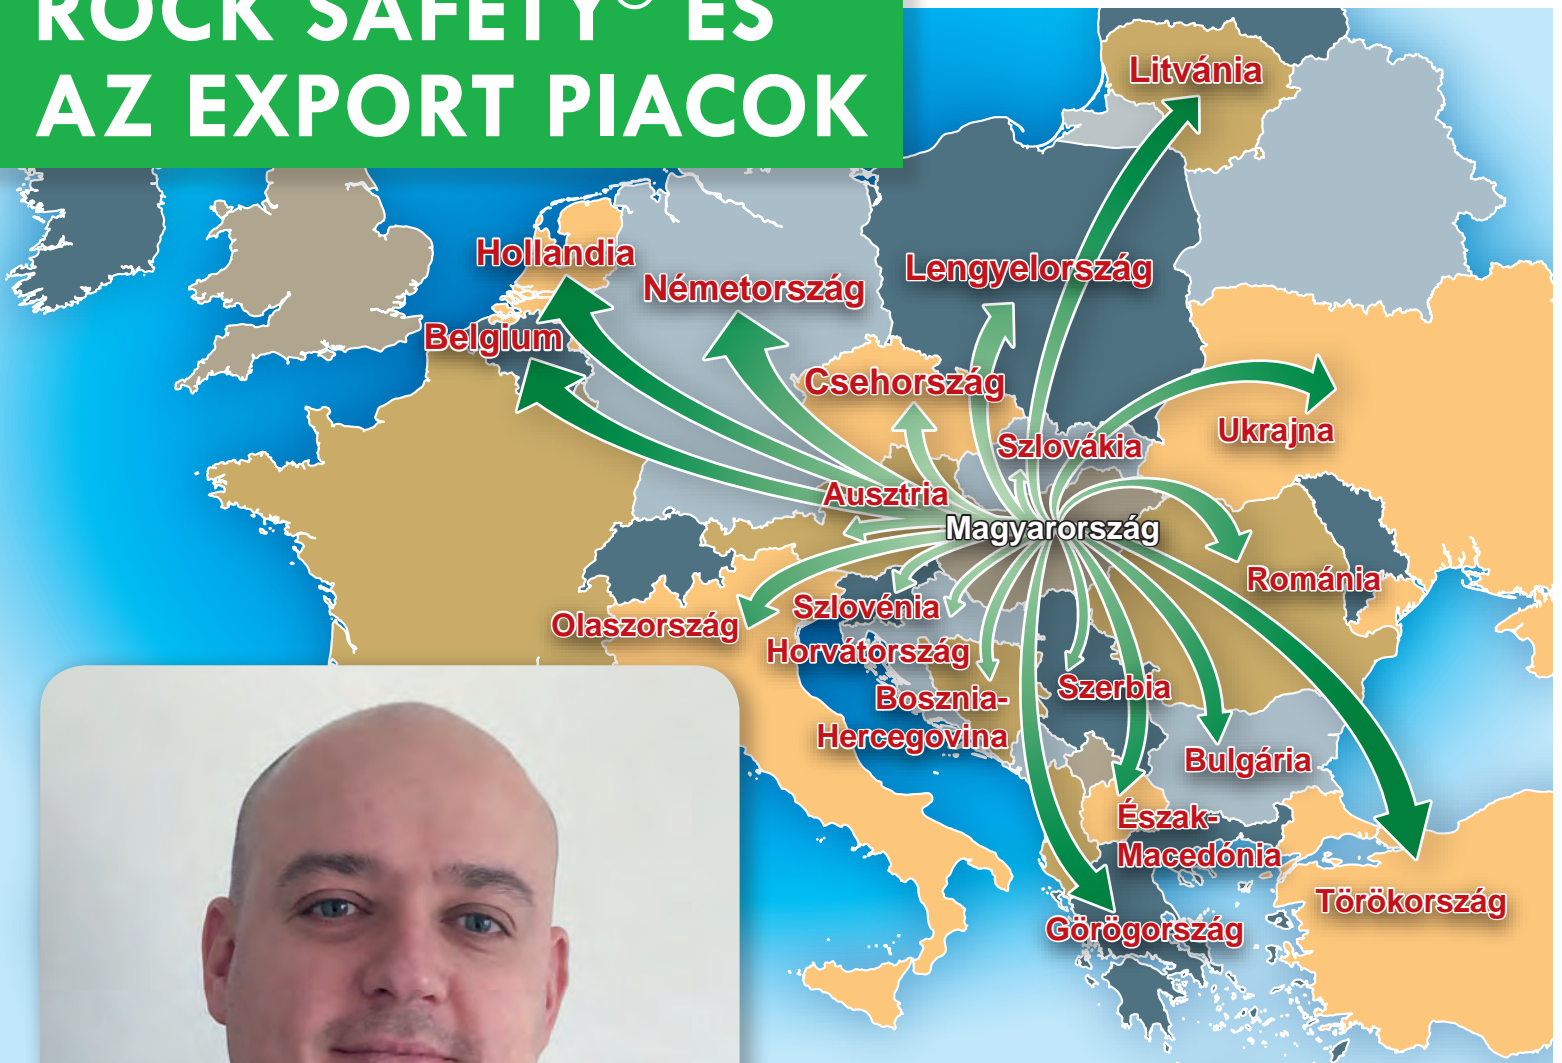 ROCK SAFETY® ÉS
AZ EXPORT PIACOK
Litvánia
Hollandia
Németország
Lengyelország
Belgium
Csehország
Ukrajna
Szlovákia
Ausztria
Magyarország
Románia
Szlovénia
Olaszország
Horvátország
Szerbia
Bosznia-
Hercegovina
Bulgária
Észak-
Macedónia
Törökország
Görögország